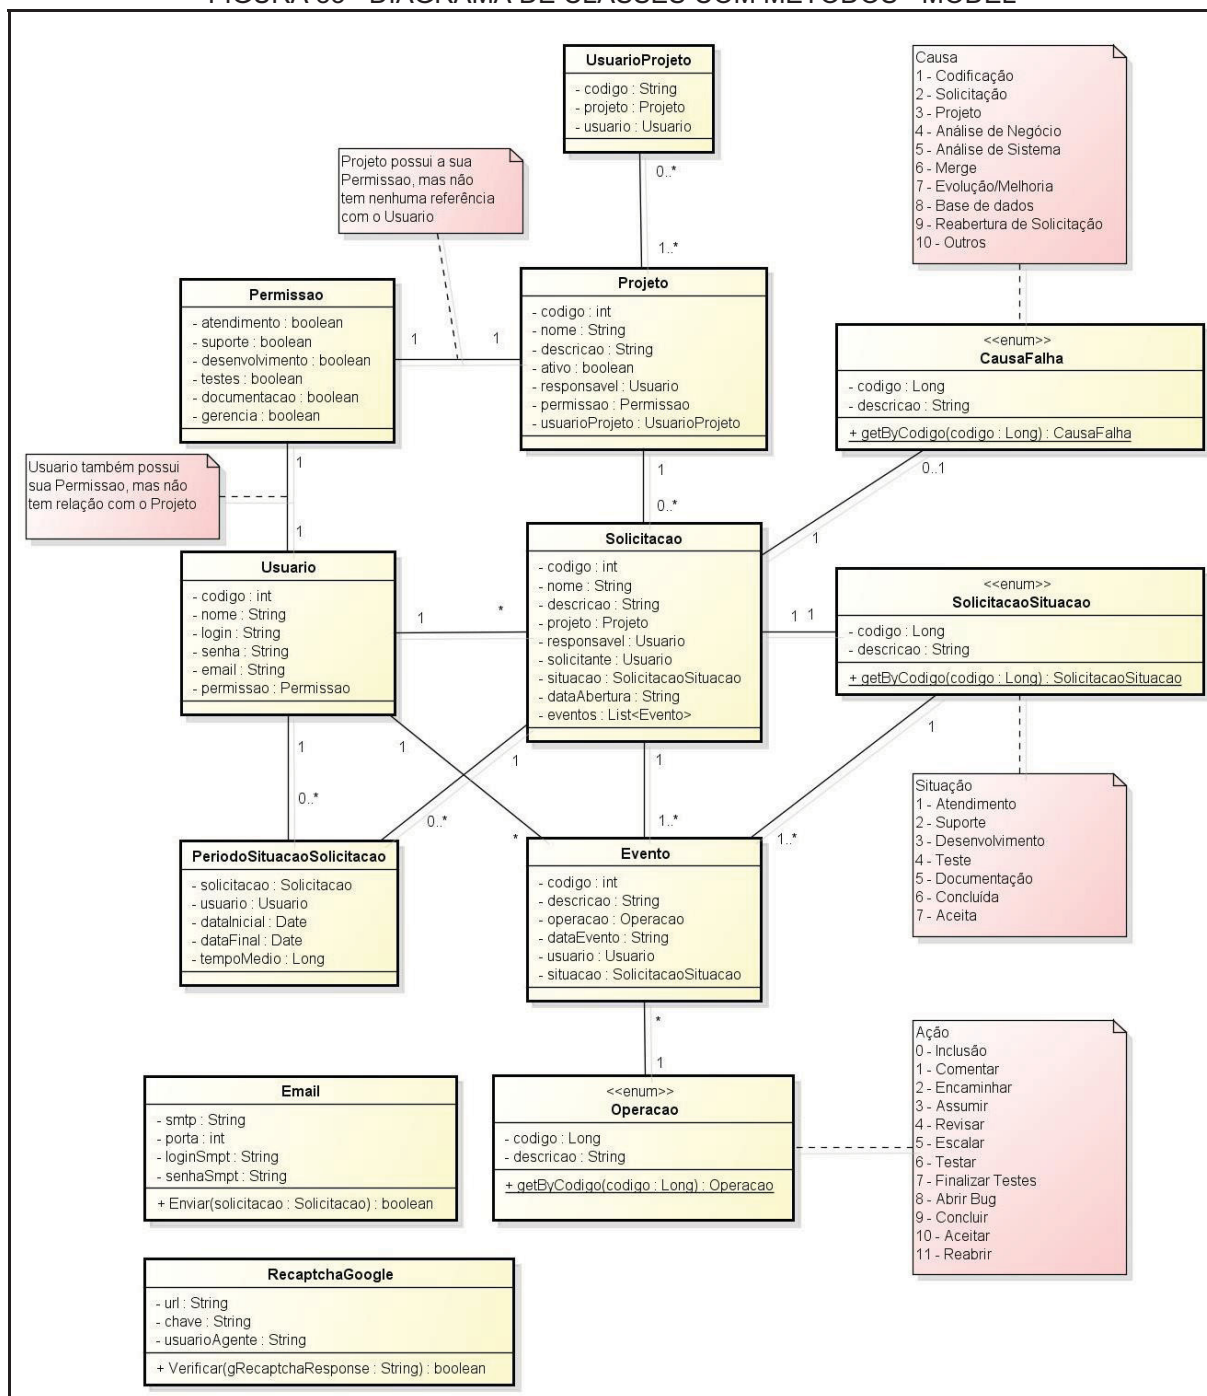 FIGURA 38 - DIAGRAMA DE CLASSES COM MÉTODOS - MODEL
UsuarioProjeto
- codigo : String
- projeto : Projeto
- usuario : Usuario
0..*
1..*
Projeto possui a sua
Permissao, mas não
tem nenhuma referência
com o Usuario
Causa
1 - Codificação
2 - Solicitação
3 - Projeto
4 - Análise de Negócio
5 - Análise de Sistema
6 - Merge
7 - Evolução/Melhoria
8 - Base de dados
9 - Reabertura de Solicitação
10 - Outros
Permissao
- atendimento : boolean
- suporte : boolean
- desenvolvimento : boolean
- testes : boolean
- documentacao : boolean
- gerencia : boolean
1
1
Projeto
- codigo : int
- nome : String
- descricao : String
- ativo : boolean
- responsavel : Usuario
- permissao : Permissao
- usuarioProjeto : UsuarioProjeto
<<enum>>
CausaFalha
- codigo : Long
- descricao : String
+ getByCodigo(codigo : Long) : CausaFalha
0..1
1
Usuario também possui
sua Permissao, mas não
tem relação com o Projeto
1
1
1
0..*
Usuario
- codigo : int
- nome : String
- login : String
- senha : String
- email : String
- permissao : Permissao
1
*
Solicitacao
- codigo : int
- nome : String
- descricao : String
- projeto : Projeto
- responsavel : Usuario
- solicitante : Usuario
- situacao : SolicitacaoSituacao
- dataAbertura : String
- eventos : List<Evento>
1
1
<<enum>>
SolicitacaoSituacao
- codigo : Long
- descricao : String
+ getByCodigo(codigo : Long) : SolicitacaoSituacao
1
0..*
1
*
1
0..*
1
1..*
1
1..*
Situação
1 - Atendimento
2 - Suporte
3 - Desenvolvimento
4 - Teste
5 - Documentação
6 - Concluída
7 - Aceita
PeriodoSituacaoSolicitacao
- solicitacao : Solicitacao
- usuario : Usuario
- dataInicial : Date
- dataFinal : Date
- tempoMedio : Long
Evento
- codigo : int
- descricao : String
- operacao : Operacao
- dataEvento : String
- usuario : Usuario
- situacao : SolicitacaoSituacao
*
1
Email
- smtp : String
- porta : int
- loginSmpt : String
- senhaSmpt : String
+ Enviar(solicitacao : Solicitacao) : boolean
<<enum>>
Operacao
- codigo : Long
- descricao : String
+ getByCodigo(codigo : Long) : Operacao
Ação
0 - Inclusão
1 - Comentar
2 - Encaminhar
3 - Assumir
4 - Revisar
5 - Escalar
6 - Testar
7 - Finalizar Testes
8 - Abrir Bug
9 - Concluir
10 - Aceitar
11 - Reabrir
RecaptchaGoogle
- url : String
- chave : String
- usuarioAgente : String
+ Verificar(gRecaptchaResponse : String) : boolean